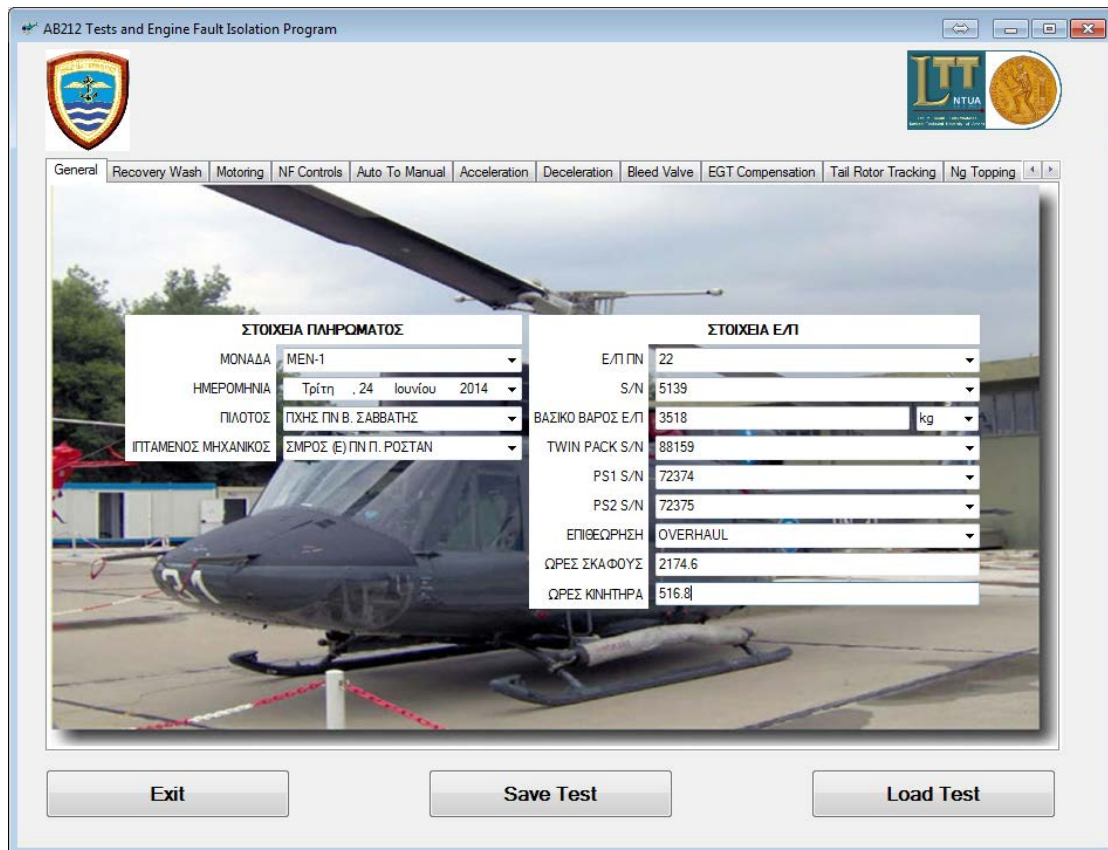 AB212 Tests and Engine Fault Isolation Program
LTT
NTUA
General Recovery Wash Motoring NF Controls Auto To Manual Acceleration Deceleration Bleed Valve EGT Compensation Tail Rotor Tracking Ng Topping
ΣΤΟΙΧΕΙΑ ΠΛΗΡΩΜΑΤΟΣ
ΜΟΝΑΔΑ MEN-1
ΗΜΕΡΟΜΗΝΙΑ Τρίτη , 24 Ιουνίου 2014
ΠΙΛΟΤΟΣ ΠΧΗΣ ΠΝ Β. ΣΑΒΒΑΤΗΣ
ΙΠΤΑΜΕΝΟΣ ΜΗΧΑΝΙΚΟΣ ΣΜΡΟΣ (Ε) ΠΝ Π. ΡΟΣΤΑΝ
ΣΤΟΙΧΕΙΑ Ε/Π
Ε/Π ΠΝ 22
S/N 5139
ΒΑΣΙΚΟ ΒΑΡΟΣ Ε/Π 3518 kg
TWIN PACK S/N 88159
PS1 S/N 72374
PS2 S/N 72375
ΕΠΙΘΕΩΡΗΣΗ OVERHAUL
ΩΡΕΣ ΣΚΑΦΟΥΣ 2174.6
ΩΡΕΣ ΚΙΝΗΤΗΡΑ 516.8
Exit Save Test Load Test